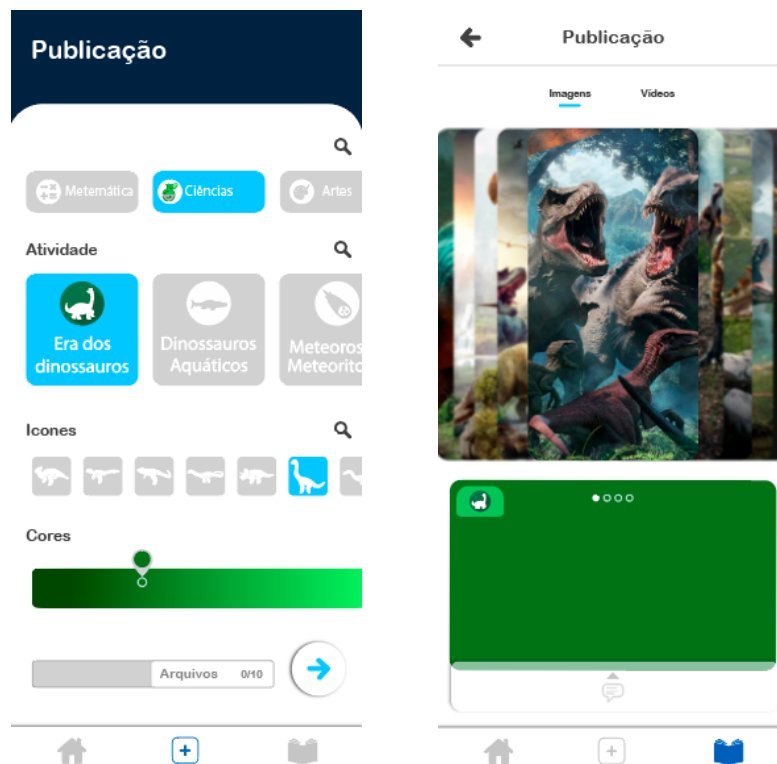 Publicação
Metemática
Ciências
Artes
Atividade
Era dos
dinossauros
Dinossauros
Aquáticos
Meteoros
Meteorito
Icones
Cores
Arquivos 0/10
Publicação
Imagens Vídeos